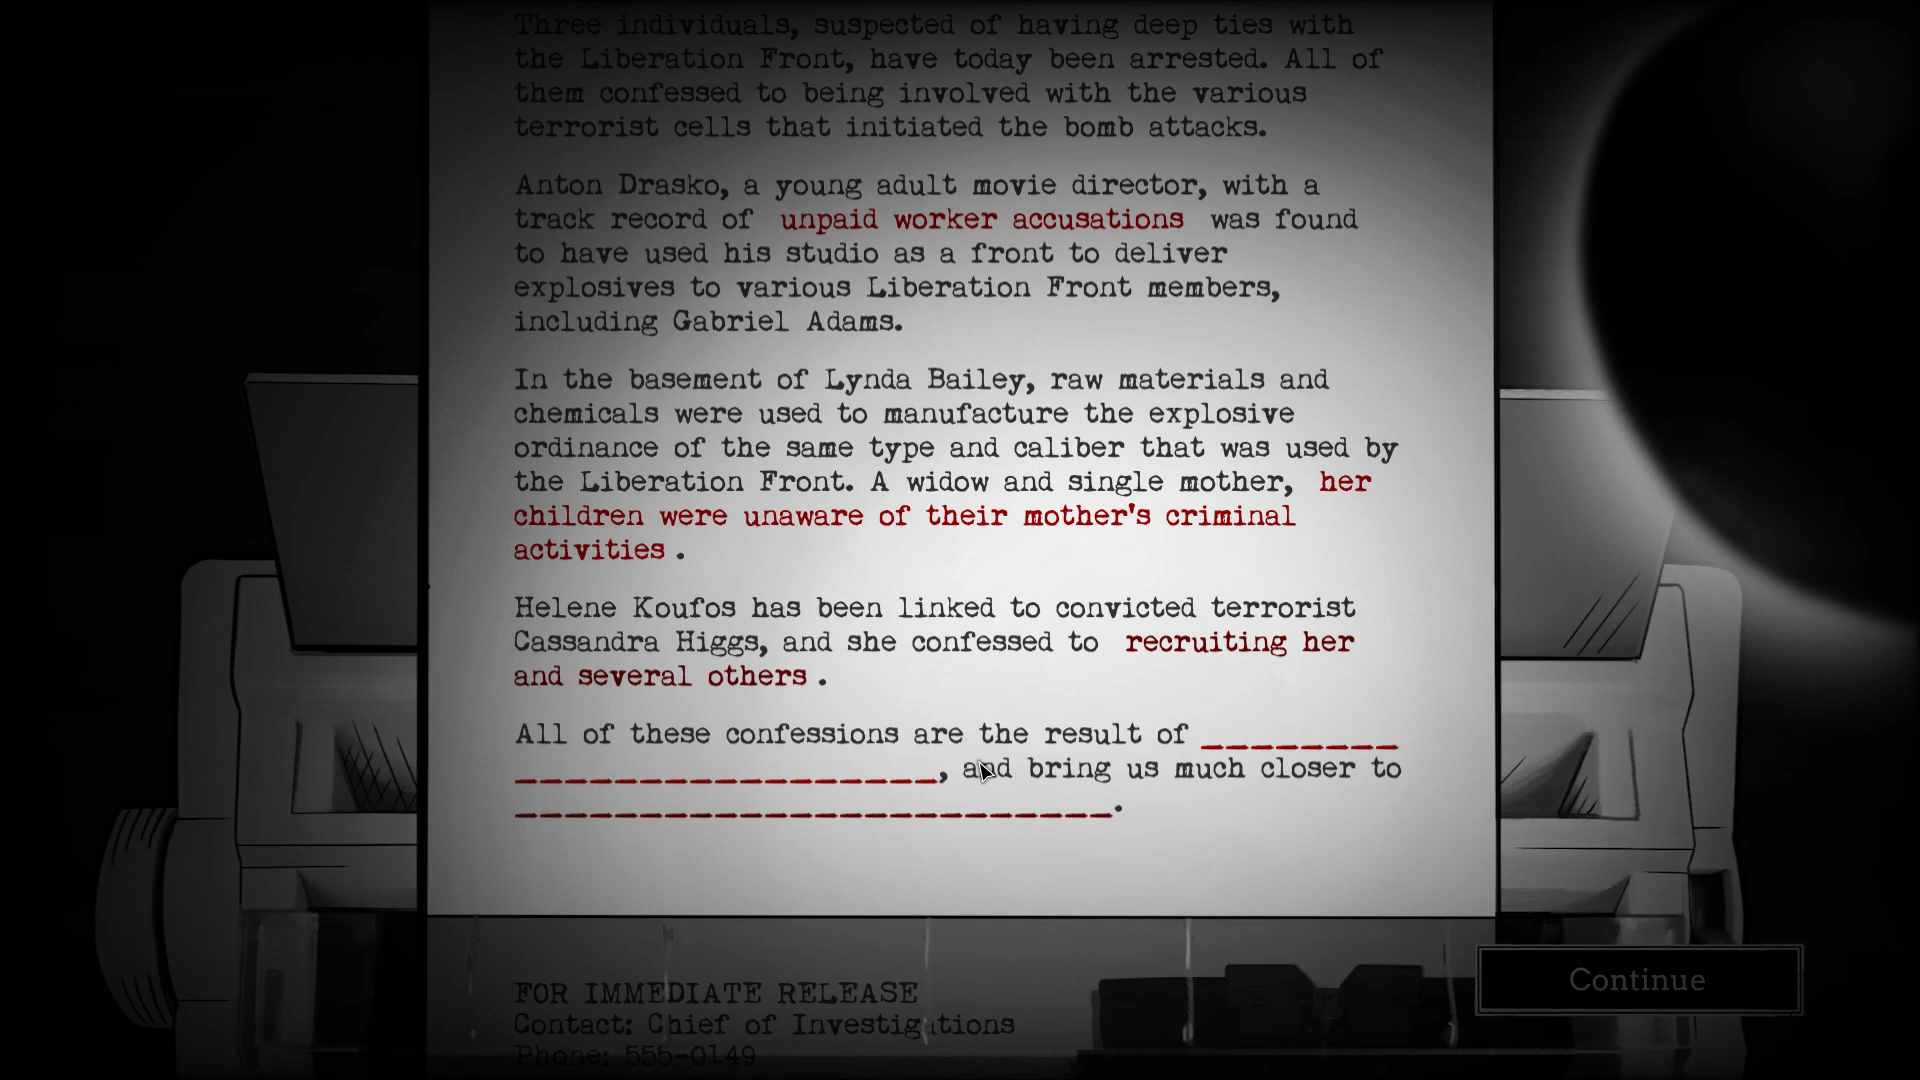 Three individuals, suspected of having deep ties with
the Liberation Front, have today been arrested. All of
them confessed to being involved with the various
terrorist cells that initiated the bomb attacks.
Anton Drasko, a young adult movie director, with a
track record of unpaid worker accusations was found
to have used his studio as a front to deliver
explosives to various Liberation Front members,
including Gabriel Adams.
In the basement of Lynda Bailey, raw materials and
chemicals were used to manufacture the explosive
ordinance of the same type and caliber that was used by
the Liberation Front. A widow and single mother, her
children were unaware of their mother's criminal
activities .
Helene Koufos has been linked to convicted terrorist
Cassandra Higgs, and she confessed to recruiting her
and several others .
All of these confessions are the result of _________
___________________, and bring us much closer to
___________________________.
FOR IMMEDIATE RELEASE
Contact: Chief of Investigations
Phone: 555-0149
Continue